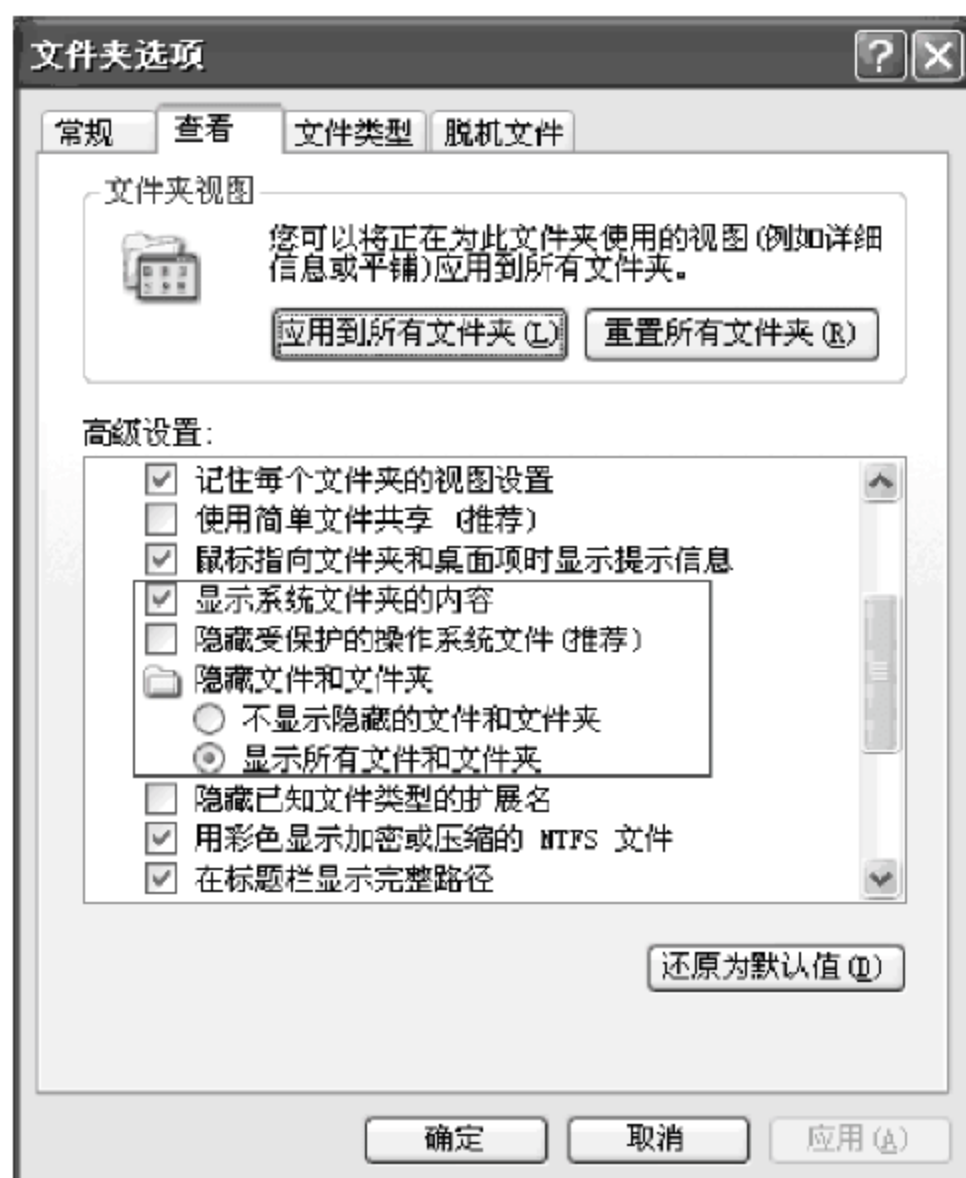 文件夹选项
常规 查看 文件类型 脱机文件
文件夹视图
您可以将正在为此文件夹使用的视图(例如详细
信息或平铺)应用到所有文件夹。
应用到所有文件夹(L) 重置所有文件夹(R)
高级设置:
记住每个文件夹的视图设置
使用简单文件共享 (推荐)
鼠标指向文件夹和桌面项时显示提示信息
显示系统文件夹的内容
隐藏受保护的操作系统文件(推荐)
隐藏文件和文件夹
不显示隐藏的文件和文件夹
显示所有文件和文件夹
隐藏已知文件类型的扩展名
用彩色显示加密或压缩的 NTFS 文件
在标题栏显示完整路径
还原为默认值(D)
确定 取消 应用(A)